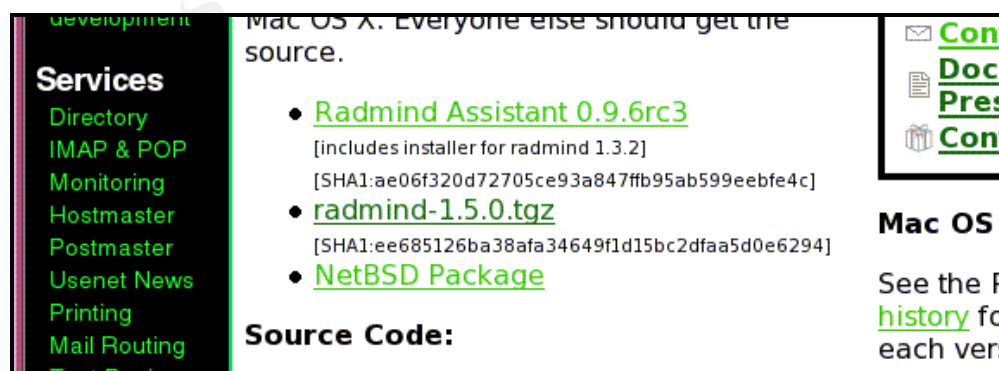 development
Services
Directory
IMAP & POP
Monitoring
Hostmaster
Postmaster
Usenet News
Printing
Mail Routing
Mac OS X. Everyone else should get the
source.
Radmind Assistant 0.9.6rc3
[includes installer for radmind 1.3.2]
[SHA1:ae06f320d72705ce93a847ffb95ab599eebfe4c]
radmind-1.5.0.tgz
[SHA1:ee685126ba38afa34649f1d15bc2dfaa5d0e6294]
NetBSD Package
Source Code:
Con
Doc
Pres
Con
Mac OS
See the
history fo
each ver